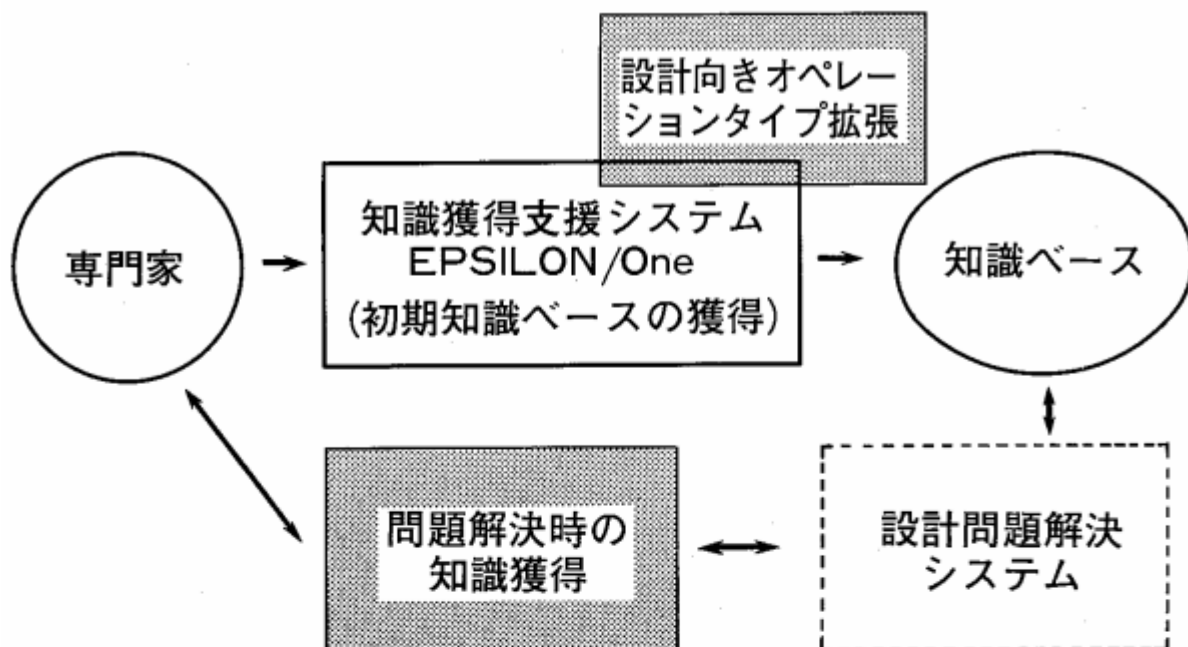 設計向きオペレー
ションタイプ拡張
専門家
知識獲得支援システム
EPSILON/One
(初期知識ベースの獲得)
知識ベース
問題解決時の
知識獲得
設計問題解決
システム